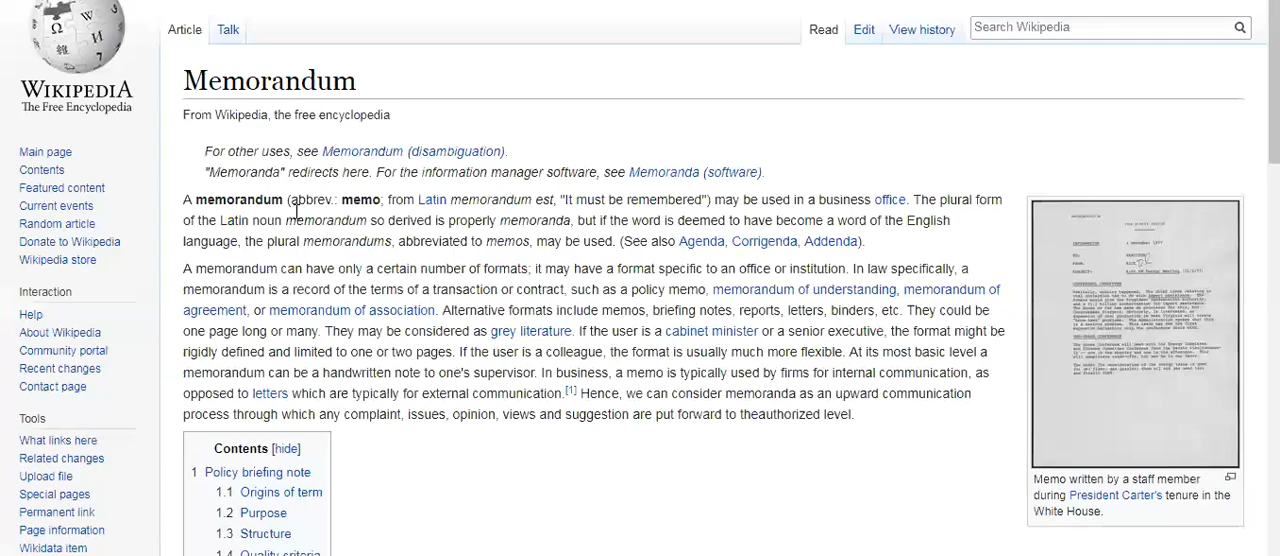 WIKIPEDIA
The Free Encyclopedia
Main page
Contents
Featured content
Current events
Random article
Donate to Wikipedia
Wikipedia store
Interaction
Help
About Wikipedia
Community portal
Recent changes
Contact page
Tools
What links here
Related changes
Upload file
Special pages
Permanent link
Page information
Wikidata item
Article Talk
Read Edit View history
Search Wikipedia
Memorandum
From Wikipedia, the free encyclopedia
For other uses, see Memorandum (disambiguation).
"Memoranda" redirects here. For the information manager software, see Memoranda (software).
A memorandum (abbrev.: memo; from Latin memorandum est, "It must be remembered") may be used in a business office. The plural form
of the Latin noun memorandum so derived is properly memoranda, but if the word is deemed to have become a word of the English
language, the plural memorandums, abbreviated to memos, may be used. (See also Agenda, Corrigenda, Addenda).
A memorandum can have only a certain number of formats; it may have a format specific to an office or institution. In law specifically, a
memorandum is a record of the terms of a transaction or contract, such as a policy memo, memorandum of understanding, memorandum of
agreement, or memorandum of association. Alternative formats include memos, briefing notes, reports, letters, binders, etc. They could be
one page long or many. They may be considered grey literature. If the user is a cabinet minister or a senior executive, the format might be
rigidly defined and limited to one or two pages. If the user is a colleague, the format is usually much more flexible. At its most basic level a
memorandum can be a handwritten note to one's supervisor. In business, a memo is typically used by firms for internal communication, as
opposed to letters which are typically for external communication.[1] Hence, we can consider memoranda as an upward communication
process through which any complaint, issues, opinion, views and suggestion are put forward to theauthorized level.
Contents [hide]
1 Policy briefing note
1.1 Origins of term
1.2 Purpose
1.3 Structure
1.4 Quality criteria
Memo written by a staff member
during President Carter's tenure in the
White House.